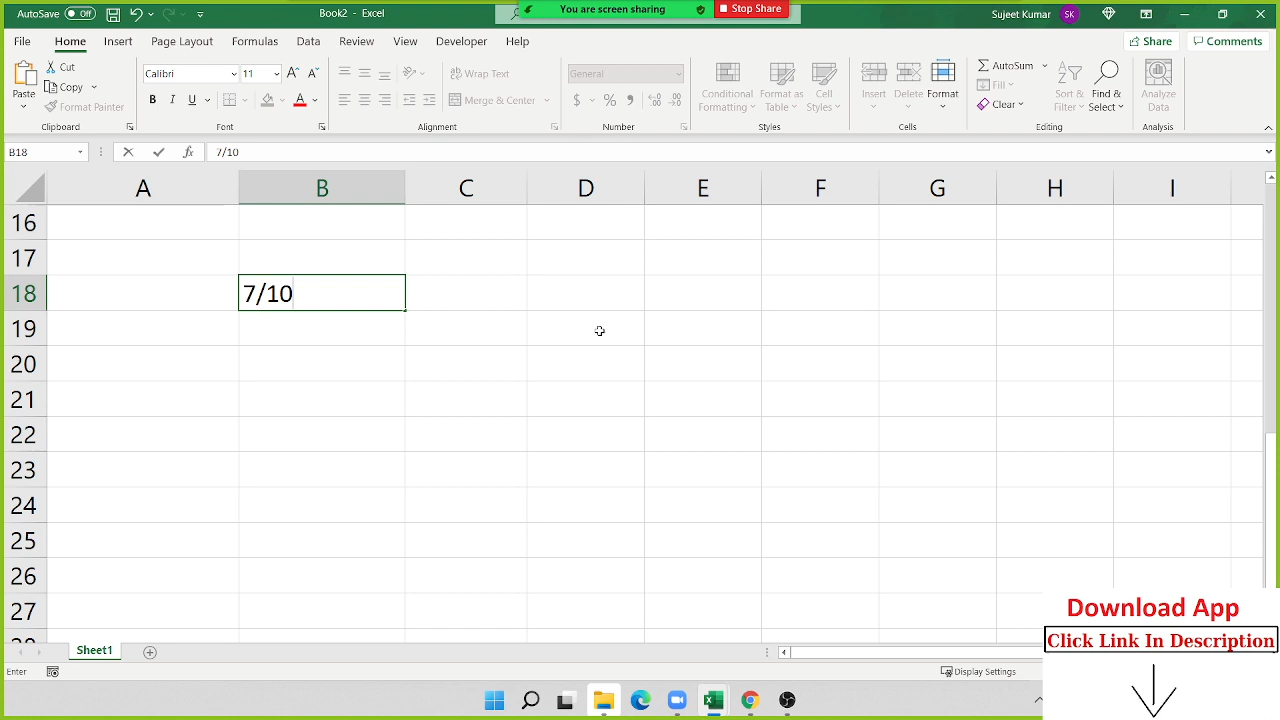 AutoSave Off Book2 - Excel You are screen sharing Stop Share Sujeet Kumar SK
File Home Insert Page Layout Formulas Data Review View Developer Help Share Comments
Paste Cut Copy Format Painter
Calibri 11 B I U A
Wrap Text Merge & Center
General $ % 9
Conditional Formatting Format as Table Cell Styles
Insert Delete Format
AutoSum Fill Clear Sort & Filter Find & Select Analyze Data
Clipboard Font Alignment Number Styles Cells Editing Analysis
B18 fx 7/10
A B C D E F G H I
16
17
18 7/10
19
20
21
22
23
24
25
26
27
Download App
Click Link In Description
Sheet1
Enter Display Settings